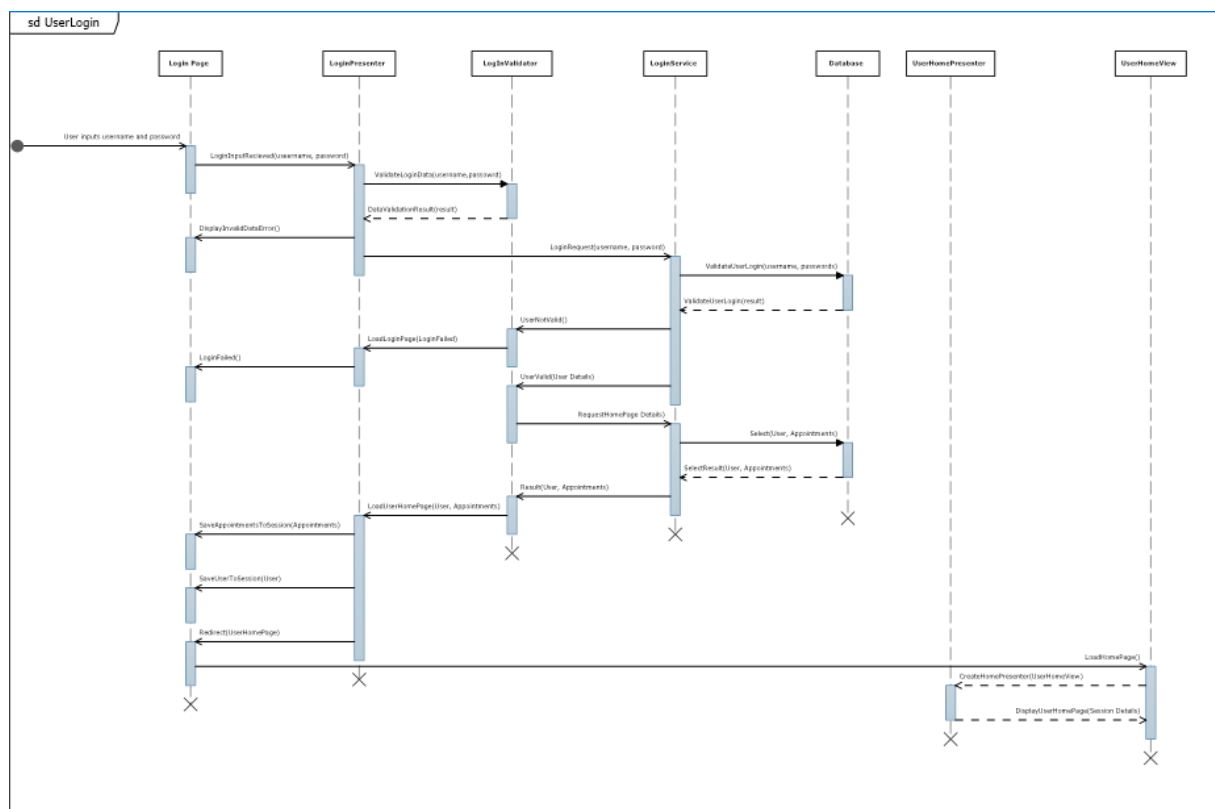 sd UserLogin
Login Page
LoginPresenter
LogInValidator
LoginService
Database
UserHomePresenter
UserHomeView
User inputs username and password
LoginInputRecieved(useername, password)
ValidateLoginData(username,passowrd)
DataValidationResult(result)
DisplayInvalidDataError()
LoginRequest(username, password)
ValidateUserLogin(username, passwords)
ValidateUserLogin(result)
UserNotValid()
LoadLoginPage(LoginFailed)
LoginFailed()
UserValid(User Details)
RequestHomePage Details)
Select(User, Appointments)
SelectResult(User, Appointments)
Result(User, Appointments)
LoadUserHomePage(User, Appointments)
SaveAppointmentsToSession(Appointments)
SaveUserToSession(User)
Redirect(UserHomePage)
LoadHomePage()
CreateHomePresenter(UserHomeView)
DisplayUserHomePage(Session Details)